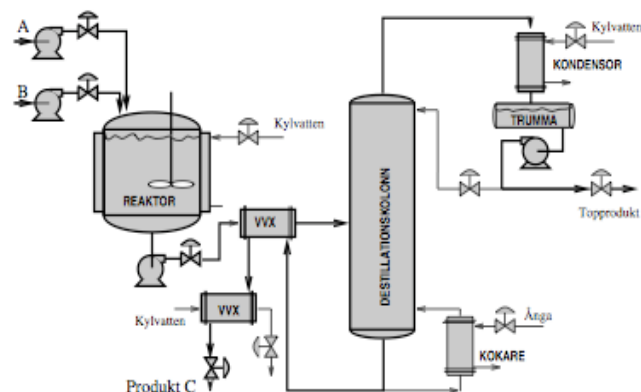 A
B
Kylvatten
REAKTOR
VVX
VVX
Kylvatten
Produkt C
DESTILLATIONSKOLONN
Kylvatten
KONDENSOR
TRUMMA
Topprodukt
Ånga
KOKARE